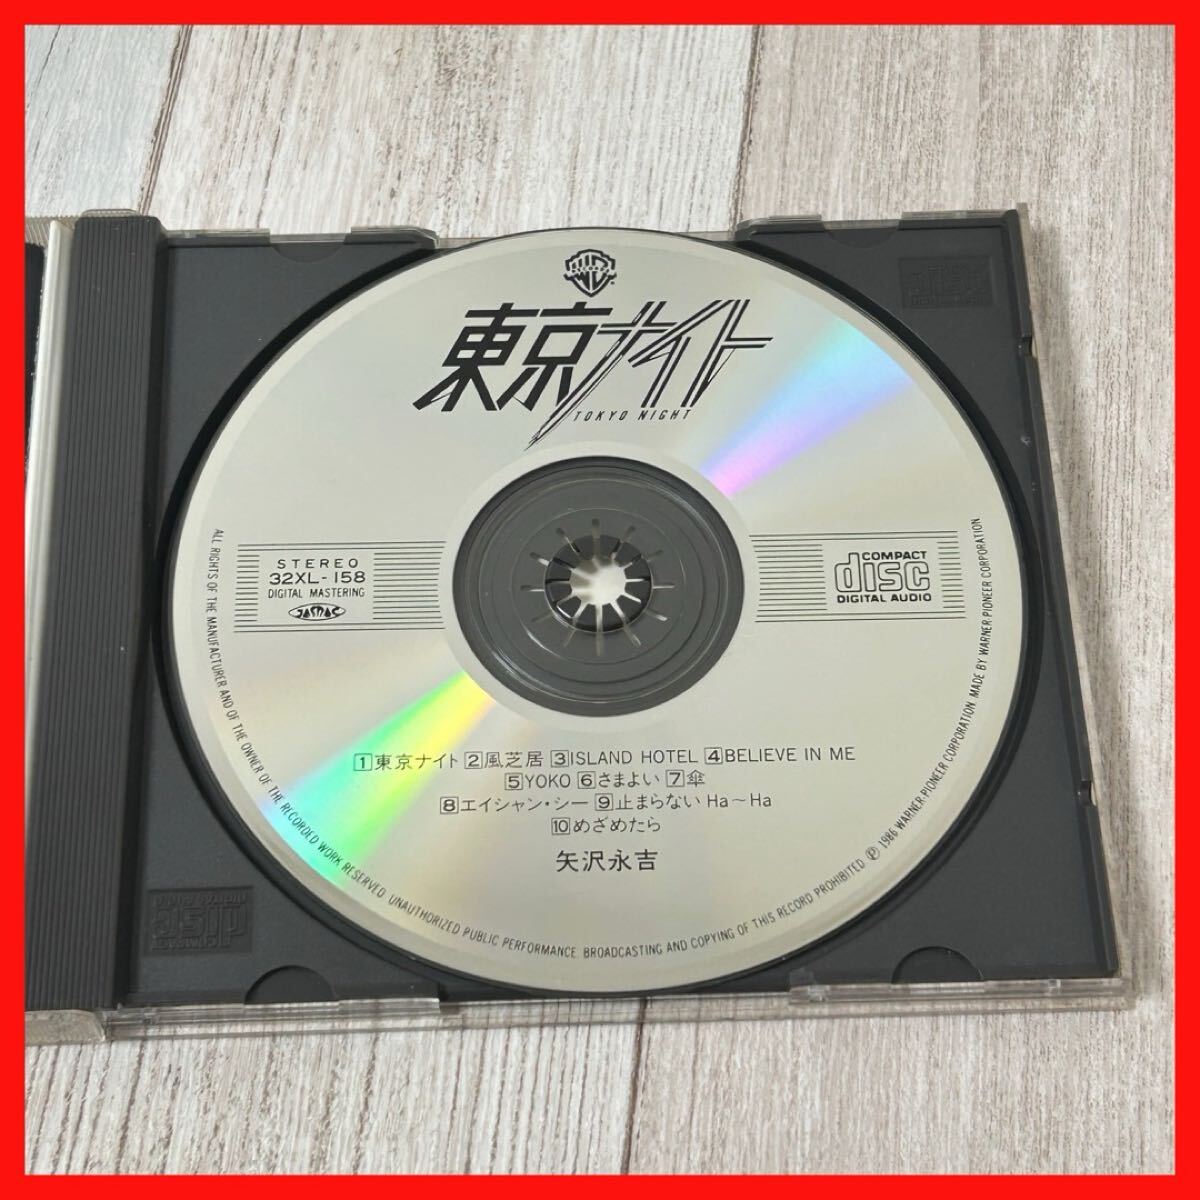 東京ナイト
TOKYO NIGHT
STEREO
32XL-158
DIGITAL MASTERING
JASRAC
COMPACT
disc
DIGITAL AUDIO
1東京ナイト 2風芝居 3ISLAND HOTEL 4BELIEVE IN ME
5YOKO 6さまよい 7傘
8エイシャン・シー 9止まらない Ha〜Ha
10めざめたら
矢沢永吉
ALL RIGHTS OF THE MANUFACTURER AND OF THE OWNER OF THE RECORDED WORK RESERVED. UNAUTHORIZED PUBLIC PERFORMANCE. BROADCASTING AND COPYING OF THIS RECORD PROHIBITED ℗ 1986 WARNER-PIONEER CORPORATION. MADE BY WARNER-PIONEER CORPORATION